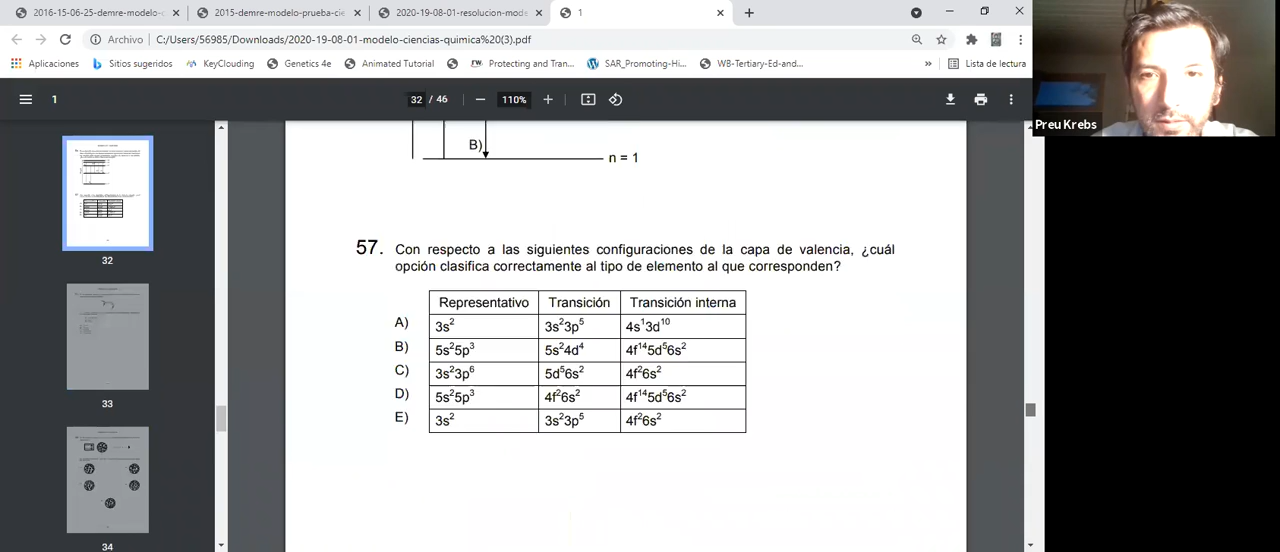 2016-15-06-25-demre-modelo-c
2015-demre-modelo-prueba-cie
2020-19-08-01-resolucion-mode
1
Archivo
C:/Users/56985/Downloads/2020-19-08-01-modelo-ciencias-quimica%20(3).pdf
Aplicaciones
Sitios sugeridos
KeyClouding
Genetics 4e
Animated Tutorial
Protecting and Tran...
SAR_Promoting-Hi...
WB-Tertiary-Ed-and...
»
Lista de lectura
1
32 / 46
110%
Preu Krebs
32
33
34
B)
n = 1
57. Con respecto a las siguientes configuraciones de la capa de valencia, ¿cuál
opción clasifica correctamente al tipo de elemento al que corresponden?
Representativo Transición Transición interna
A) 3s² 3s²3p⁵ 4s¹3d¹⁰
B) 5s²5p³ 5s²4d⁴ 4f¹⁴5d⁵6s²
C) 3s²3p⁶ 5d⁵6s² 4f²6s²
D) 5s²5p³ 4f²6s² 4f¹⁴5d⁵6s²
E) 3s² 3s²3p⁵ 4f²6s²